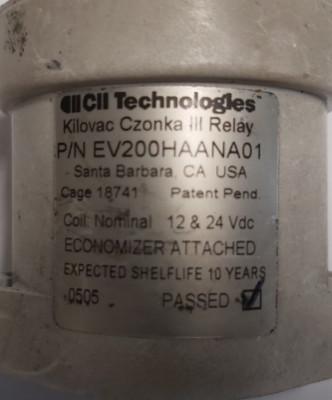 CII Technologies
Kilovac Czonka III Relay
P/N EV200HAANA01
Santa Barbara, CA USA
Cage 18741 Patent Pend.
Coil: Nominal 12 & 24 Vdc
ECONOMIZER ATTACHED
EXPECTED SHELFLIFE 10 YEARS
0505 PASSED